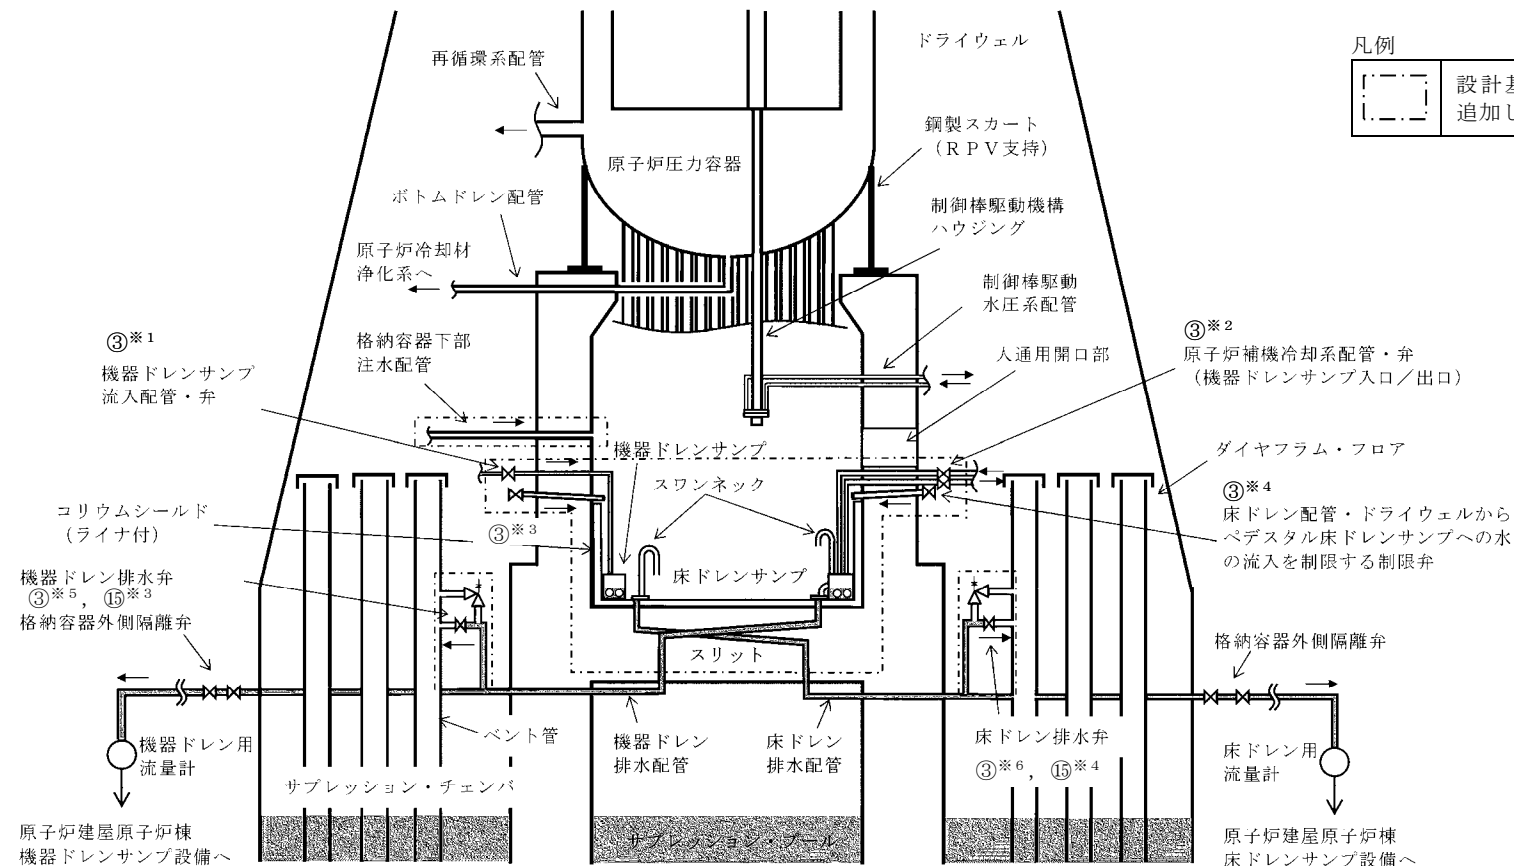 ドライウェル
凡例
設計基
追加し
再循環系配管
鋼製スカート
(RPV支持)
原子炉圧力容器
ボトムドレン配管
制御棒駆動機構
ハウジング
原子炉冷却材
浄化系へ
制御棒駆動
水圧系配管
③※1
機器ドレンサンプ
流入配管・弁
格納容器下部
注水配管
人通用開口部
③※2
原子炉補機冷却系配管・弁
(機器ドレンサンプ入口/出口)
機器ドレンサンプ
スワンネック
ダイヤフラム・フロア
コリウムシールド
(ライナ付)
③※3
③※4
床ドレン配管・ドライウェルから
ペデスタル床ドレンサンプへの水
の流入を制限する制限弁
床ドレンサンプ
機器ドレン排水弁
③※5, ⑮※3
格納容器外側隔離弁
スリット
格納容器外側隔離弁
機器ドレン用
流量計
ベント管
機器ドレン
排水配管
床ドレン
排水配管
床ドレン排水弁
③※6, ⑮※4
床ドレン用
流量計
サプレッション・チェンバ
サプレッション・プール
原子炉建屋原子炉棟
機器ドレンサンプ設備へ
原子炉建屋原子炉棟
床ドレンサンプ設備へ